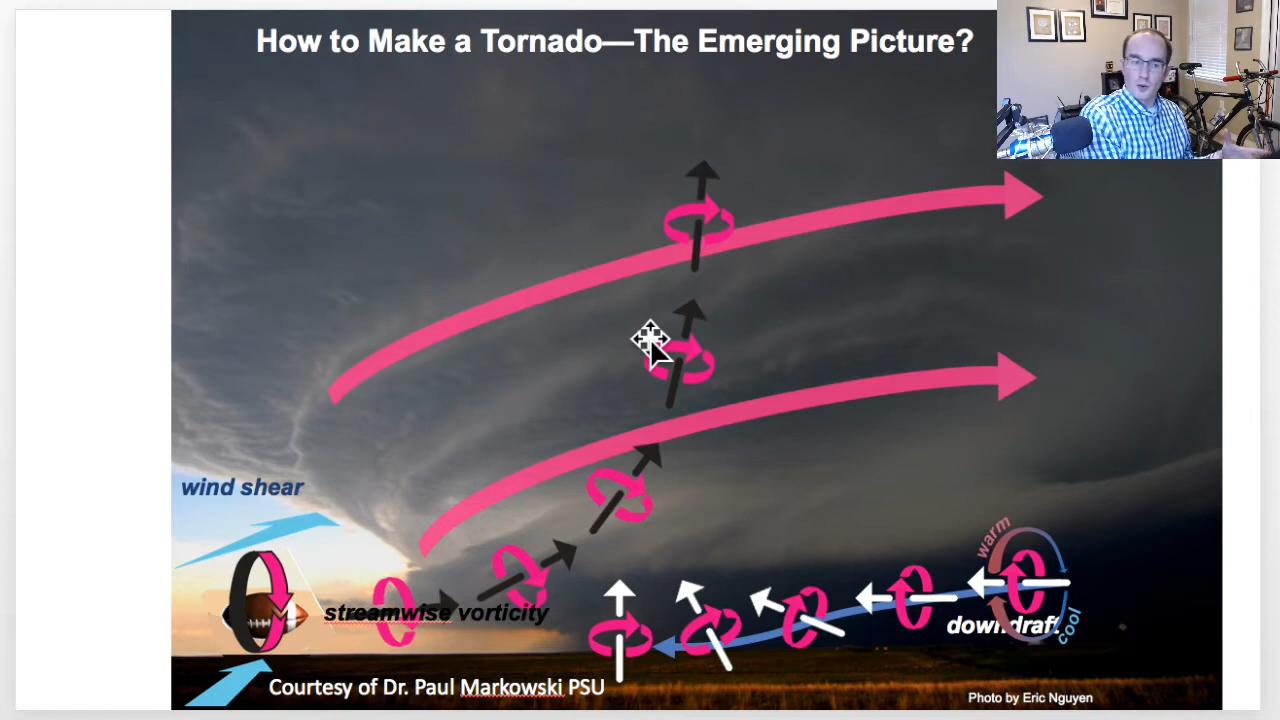 How to Make a Tornado—The Emerging Picture?
wind shear
streamwise vorticity
warm
downdraft
cool
Courtesy of Dr. Paul Markowski PSU
Photo by Eric Nguyen